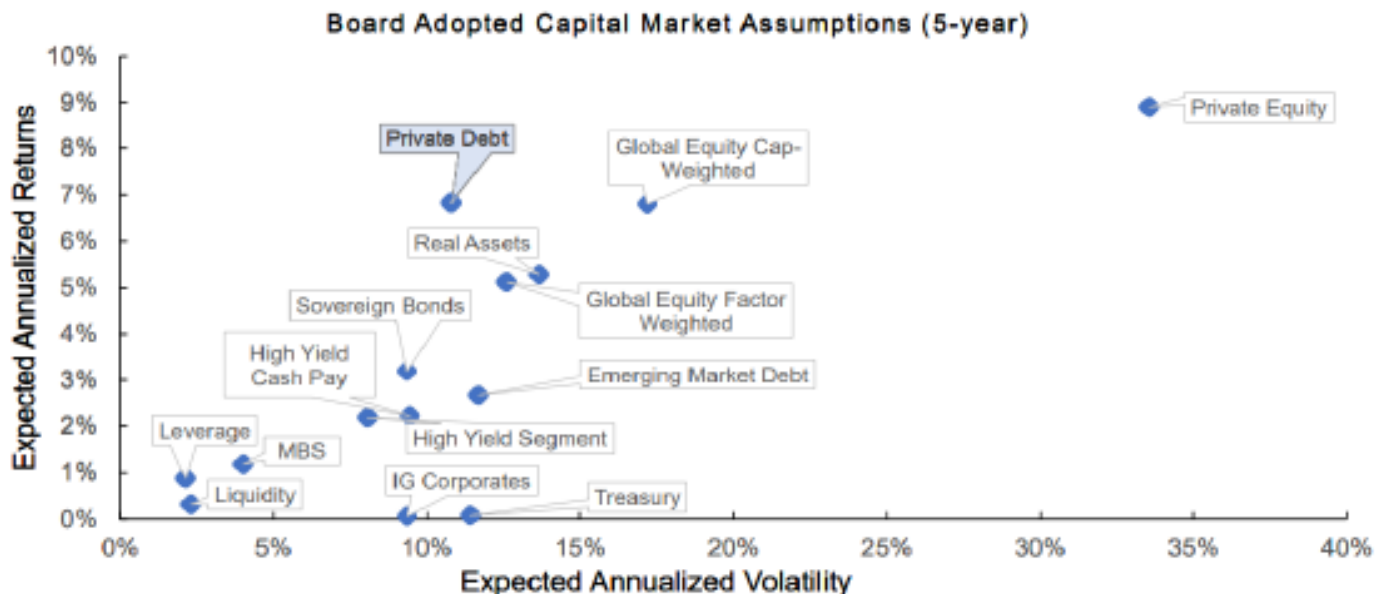 Board Adopted Capital Market Assumptions (5-year)
10%
9%
8%
7%
6%
5%
4%
3%
2%
1%
0%
Expected Annualized Returns
Private Equity
Private Debt
Global Equity Cap-
Weighted
Real Assets
Global Equity Factor
Weighted
Sovereign Bonds
High Yield
Cash Pay
Emerging Market Debt
High Yield Segment
Leverage
MBS
Liquidity
IG Corporates
Treasury
0%
5%
10%
15%
20%
25%
30%
35%
40%
Expected Annualized Volatility